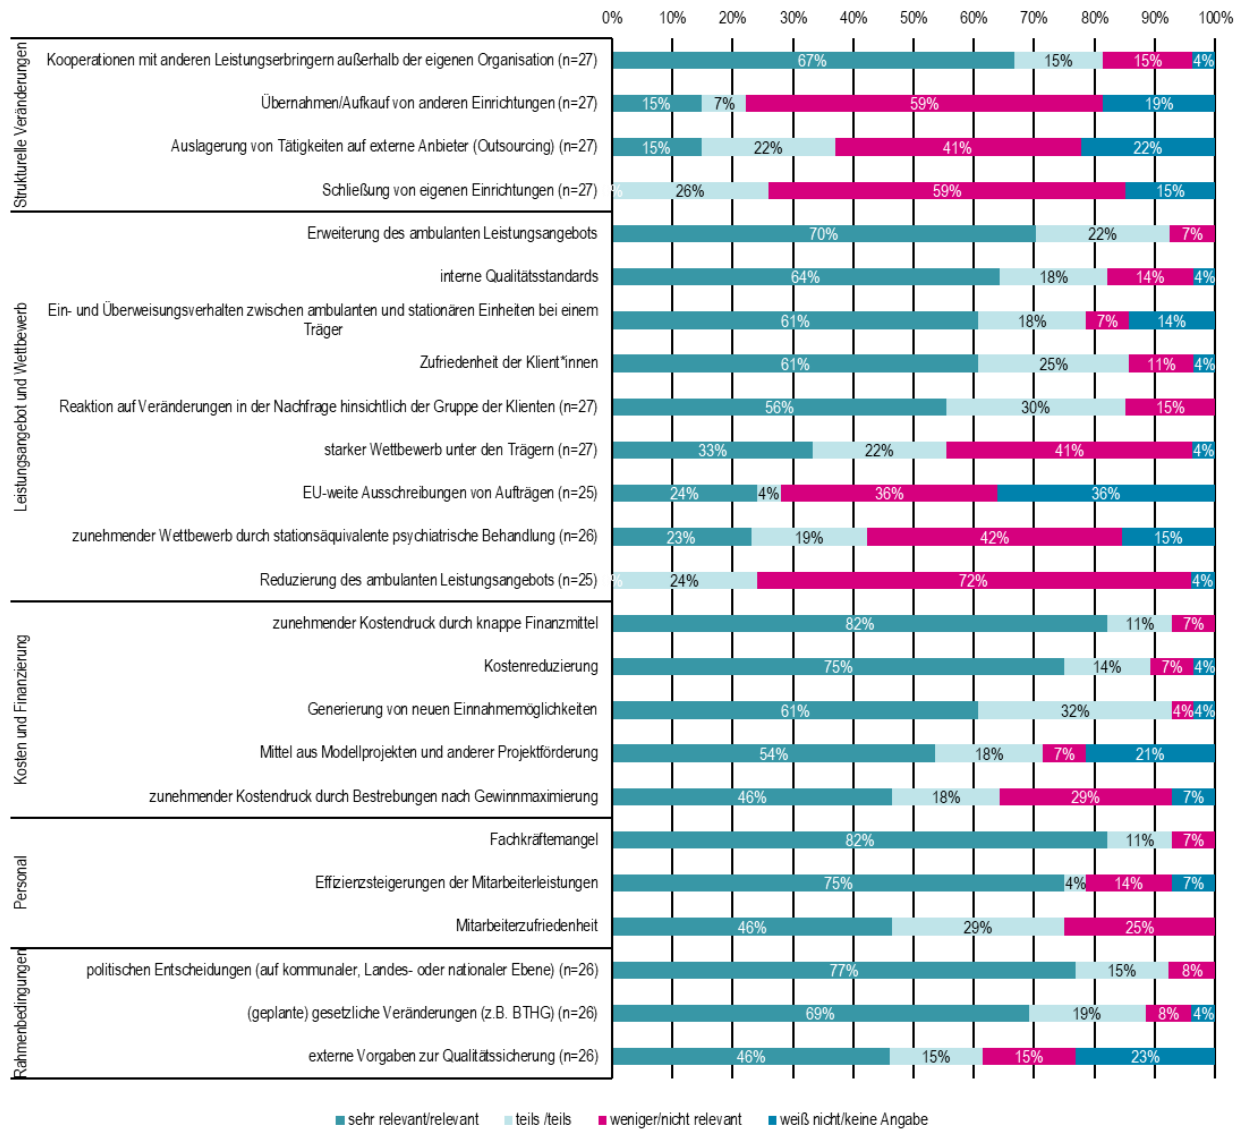 0% 10% 20% 30% 40% 50% 60% 70% 80% 90% 100%
Strukturelle Veränderungen
Kooperationen mit anderen Leistungserbringern außerhalb der eigenen Organisation (n=27) 67% 15% 15% 4%
Übernahmen/Aufkauf von anderen Einrichtungen (n=27) 15% 7% 59% 19%
Auslagerung von Tätigkeiten auf externe Anbieter (Outsourcing) (n=27) 15% 22% 41% 22%
Schließung von eigenen Einrichtungen (n=27) % 26% 59% 15%
Leistungsangebot und Wettbewerb
Erweiterung des ambulanten Leistungsangebots 70% 22% 7%
interne Qualitätsstandards 64% 18% 14% 4%
Ein- und Überweisungsverhalten zwischen ambulanten und stationären Einheiten bei einem
Träger 61% 18% 7% 14%
Zufriedenheit der Klient*innen 61% 25% 11% 4%
Reaktion auf Veränderungen in der Nachfrage hinsichtlich der Gruppe der Klienten (n=27) 56% 30% 15%
starker Wettbewerb unter den Trägern (n=27) 33% 22% 41% 4%
EU-weite Ausschreibungen von Aufträgen (n=25) 24% 4% 36% 36%
zunehmender Wettbewerb durch stationsäquivalente psychiatrische Behandlung (n=26) 23% 19% 42% 15%
Reduzierung des ambulanten Leistungsangebots (n=25) % 24% 72% 4%
Kosten und Finanzierung
zunehmender Kostendruck durch knappe Finanzmittel 82% 11% 7%
Kostenreduzierung 75% 14% 7% 4%
Generierung von neuen Einnahmemöglichkeiten 61% 32% 4% 4%
Mittel aus Modellprojekten und anderer Projektförderung 54% 18% 7% 21%
zunehmender Kostendruck durch Bestrebungen nach Gewinnmaximierung 46% 18% 29% 7%
Personal
Fachkräftemangel 82% 11% 7%
Effizienzsteigerungen der Mitarbeiterleistungen 75% 4% 14% 7%
Mitarbeiterzufriedenheit 46% 29% 25%
Rahmenbedingungen
politischen Entscheidungen (auf kommunaler, Landes- oder nationaler Ebene) (n=26) 77% 15% 8%
(geplante) gesetzliche Veränderungen (z.B. BTHG) (n=26) 69% 19% 8% 4%
externe Vorgaben zur Qualitätssicherung (n=26) 46% 15% 15% 23%
sehr relevant/relevant teils /teils weniger/nicht relevant weiß nicht/keine Angabe